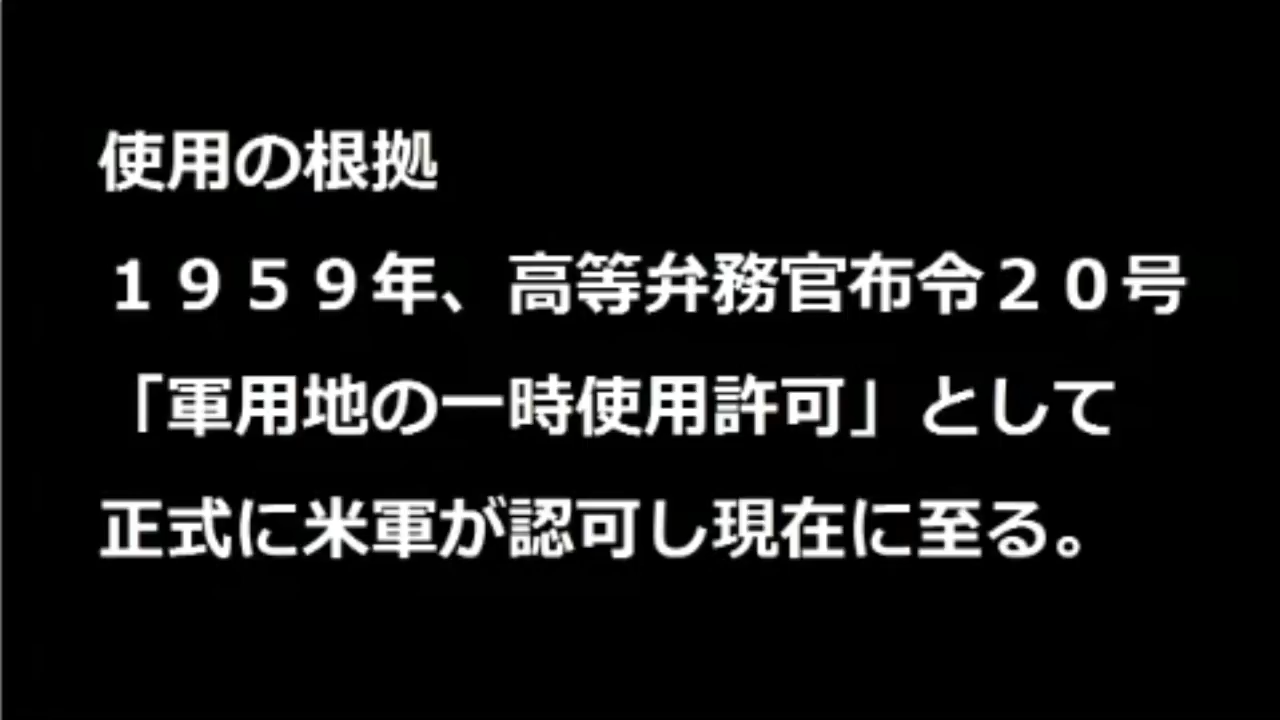 使用の根拠
１９５９年、高等弁務官布令２０号
「軍用地の一時使用許可」として
正式に米軍が認可し現在に至る。